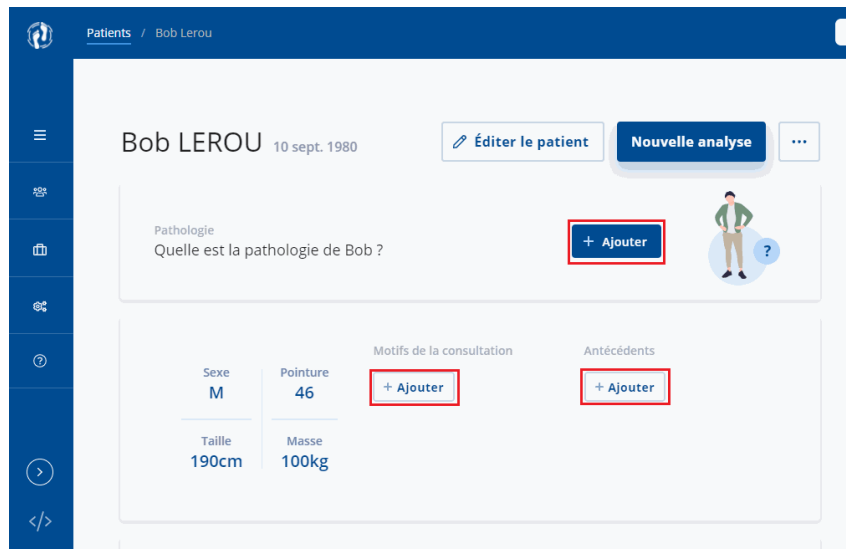 Patients / Bob Lerou
Bob LEROU 10 sept. 1980
Éditer le patient
Nouvelle analyse
...
Pathologie
Quelle est la pathologie de Bob ?
+ Ajouter
?
Motifs de la consultation
Antécédents
Sexe
Pointure
M
46
+ Ajouter
+ Ajouter
Taille
Masse
190cm
100kg
</>